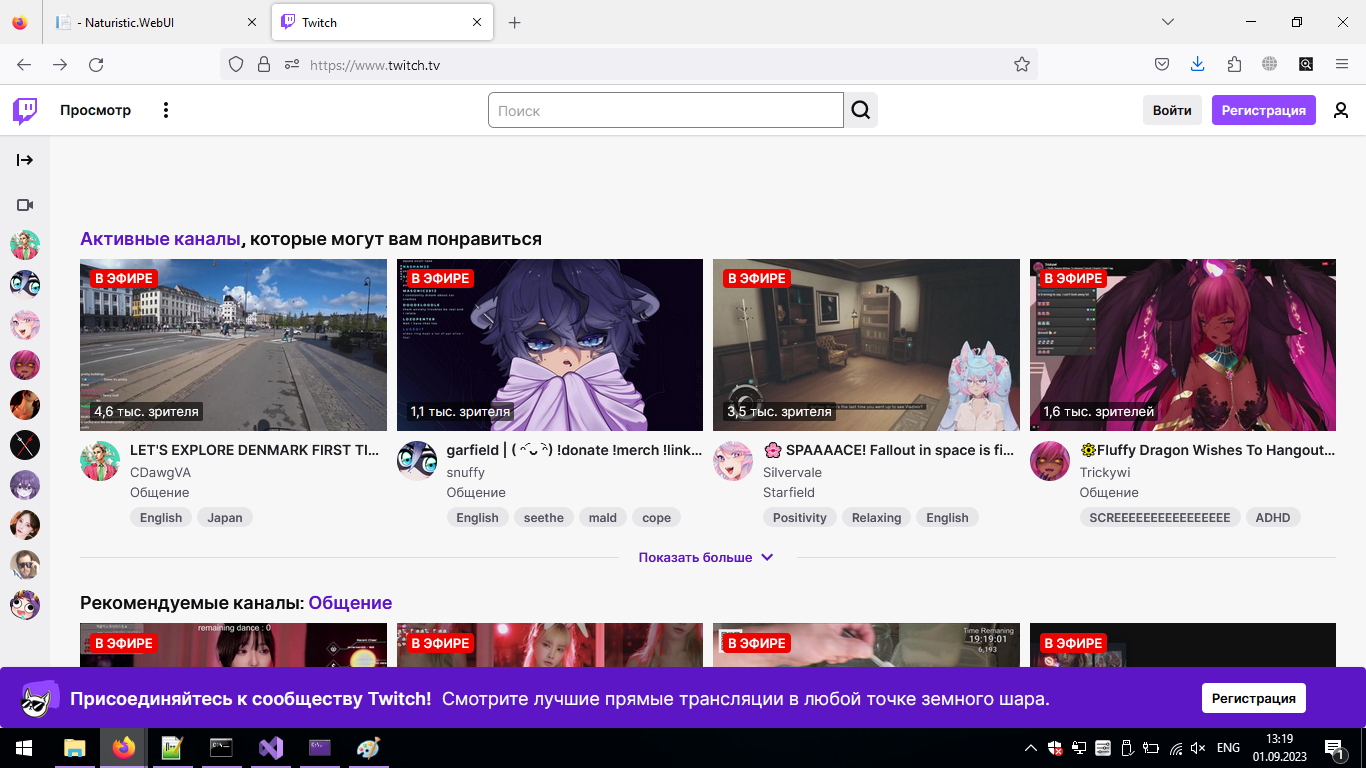 - Naturistic.WebUI
Twitch
https://www.twitch.tv
Просмотр
Поиск
Войти
Регистрация
Активные каналы, которые могут вам понравиться
В ЭФИРЕ
4,6 тыс. зрителя
LET'S EXPLORE DENMARK FIRST TI...
CDawgVA
Общение
English
Japan
В ЭФИРЕ
1,1 тыс. зрителя
garfield | ( ᵔ◡ᵔ) !donate !merch !link...
snuffy
Общение
English
seethe
mald
cope
В ЭФИРЕ
3,5 тыс. зрителя
🌸 SPAAAACE! Fallout in space is fi...
Silvervale
Starfield
Positivity
Relaxing
English
В ЭФИРЕ
1,6 тыс. зрителей
🌻Fluffy Dragon Wishes To Hangout...
Trickywi
Общение
SCREEEEEEEEEEEEEEEE
ADHD
Показать больше
Рекомендуемые каналы: Общение
remaining dance : 0
В ЭФИРЕ
В ЭФИРЕ
Time Remaning
19:19:01
6,193
В ЭФИРЕ
В ЭФИРЕ
Присоединяйтесь к сообществу Twitch! Смотрите лучшие прямые трансляции в любой точке земного шара.
Регистрация
ENG
13:19
01.09.2023
1